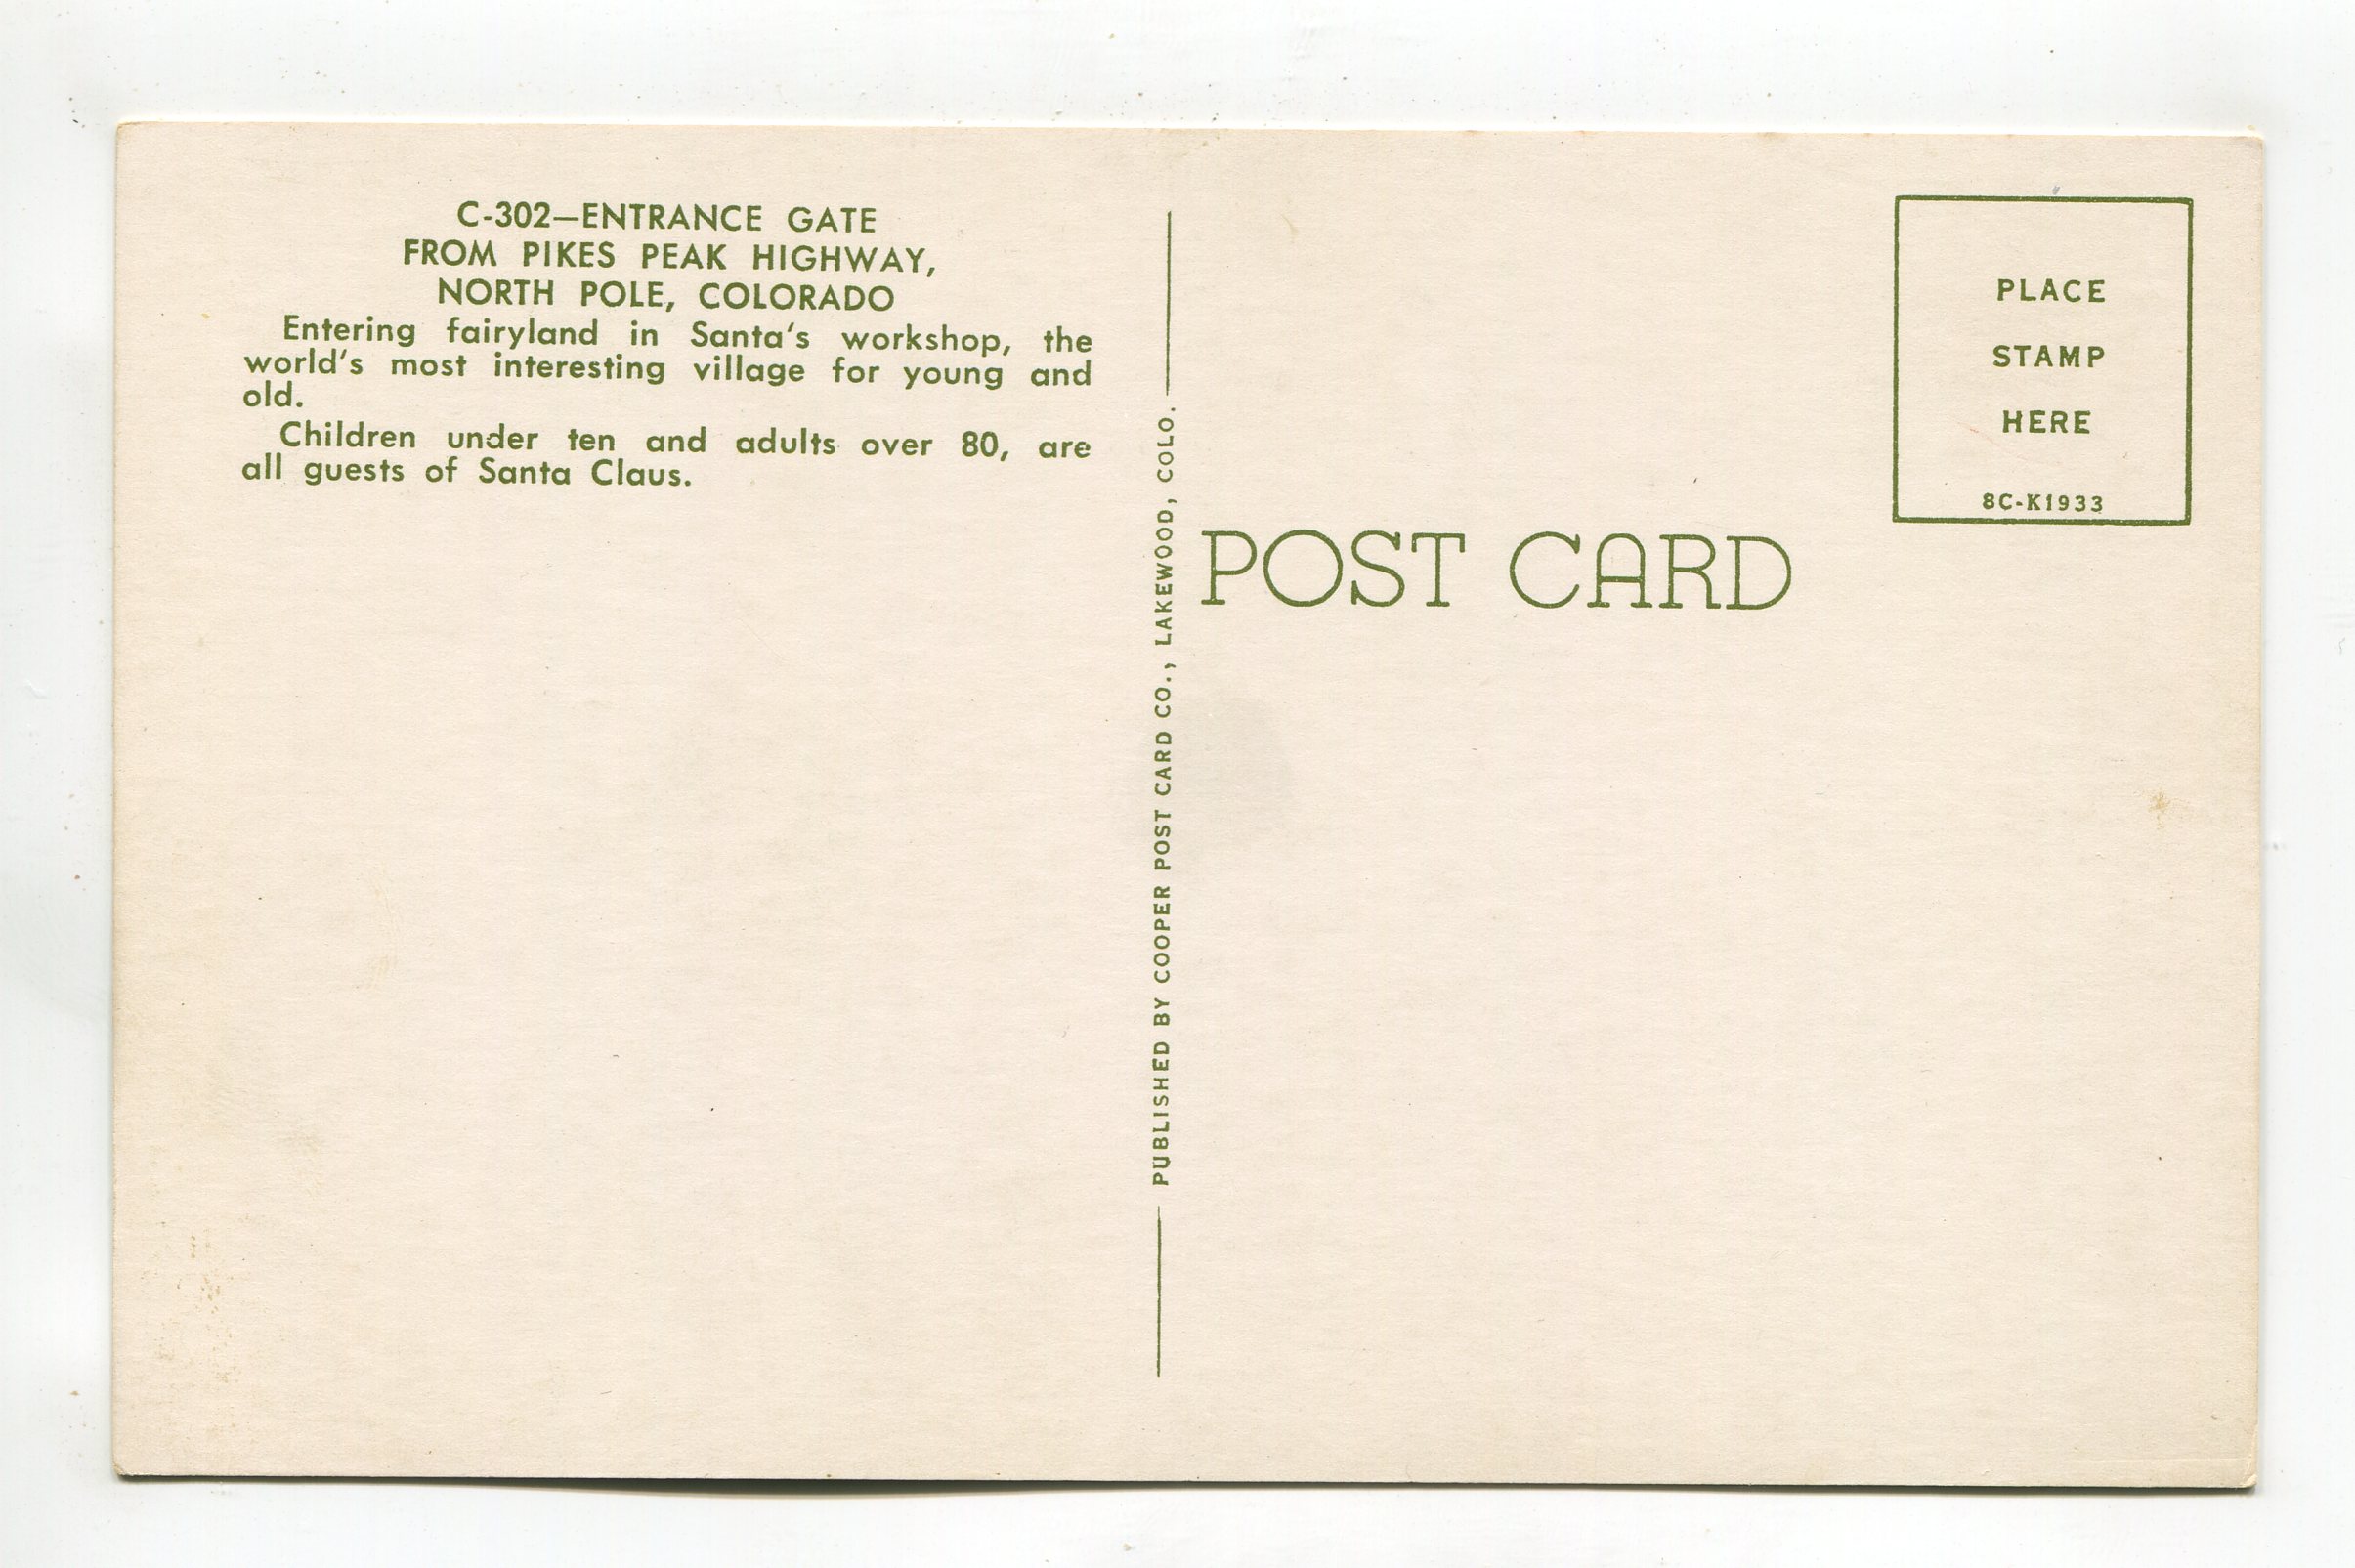 C-302—ENTRANCE GATE
FROM PIKES PEAK HIGHWAY,
NORTH POLE, COLORADO
Entering fairyland in Santa's workshop, the
world's most interesting village for young and
old.
Children under ten and adults over 80, are
all guests of Santa Claus.
PUBLISHED BY COOPER POST CARD CO., LAKEWOOD, COLO.
POST CARD
PLACE
STAMP
HERE
8C-K1933